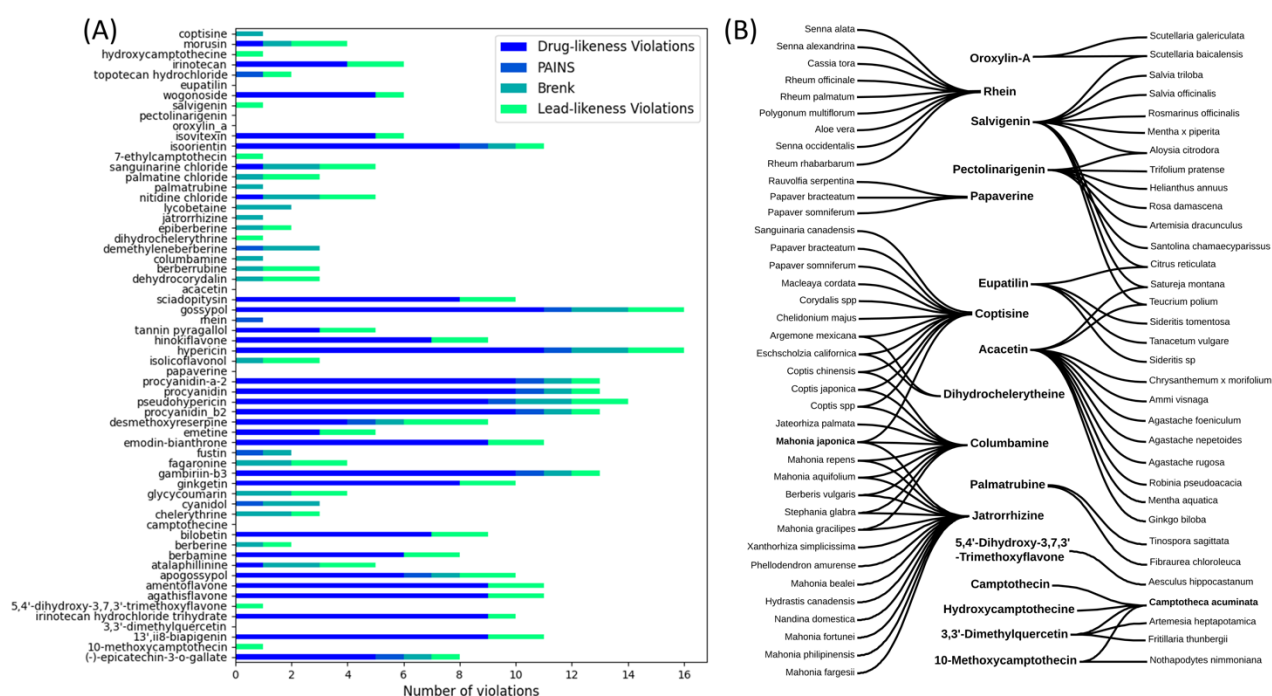 (A)
coptisine
morusin
hydroxycamptothecine
irinotecan
topotecan hydrochloride
eupatilin
wogonoside
salvigenin
pectolinarigenin
oroxylin_a
isovitexin
isoorientin
7-ethylcamptothecin
sanguinarine chloride
palmatine chloride
palmatrubine
nitidine chloride
lycobetaine
jatrorrhizine
epiberberine
dihydrochelerythrine
demethyleneberberine
columbamine
berberrubine
dehydrocorydalin
acacetin
sciadopitysin
gossypol
rhein
tannin pyragallol
hinokiflavone
hypericin
isolicoflavonol
papaverine
procyanidin-a-2
procyanidin
pseudohypericin
procyanidin_b2
desmethoxyreserpine
emetine
emodin-bianthrone
fustin
fagaronine
gambiriin-b3
ginkgetin
glycycoumarin
cyanidol
chelerythrine
camptothecine
bilobetin
berberine
berbamine
atalaphillinine
apogossypol
amentoflavone
agathisflavone
5,4'-dihydroxy-3,7,3'-trimethoxyflavone
irinotecan hydrochloride trihydrate
3,3'-dimethylquercetin
13',ii8-biapigenin
10-methoxycamptothecin
(-)-epicatechin-3-o-gallate
Drug-likeness Violations
PAINS
Brenk
Lead-likeness Violations
0 2 4 6 8 10 12 14 16
Number of violations
(B)
Senna alata
Senna alexandrina
Cassia tora
Rheum officinale
Rheum palmatum
Polygonum multiflorum
Aloe vera
Senna occidentalis
Rheum rhabarbarum
Rauvolfia serpentina
Papaver bracteatum
Papaver somniferum
Sanguinaria canadensis
Papaver bracteatum
Papaver somniferum
Macleaya cordata
Corydalis spp
Chelidonium majus
Argemone mexicana
Eschscholzia californica
Coptis chinensis
Coptis japonica
Coptis spp
Jateorhiza palmata
Mahonia japonica
Mahonia repens
Mahonia aquifolium
Berberis vulgaris
Stephania glabra
Mahonia gracilipes
Xanthorhiza simplicissima
Phellodendron amurense
Mahonia bealei
Hydrastis canadensis
Nandina domestica
Mahonia fortunei
Mahonia philipinensis
Mahonia fargesii
Oroxylin-A
Rhein
Salvigenin
Pectolinarigenin
Papaverine
Eupatilin
Coptisine
Acacetin
Dihydrochelerytheine
Columbamine
Palmatrubine
Jatrorrhizine
5,4'-Dihydroxy-3,7,3'
-Trimethoxyflavone
Camptothecin
Hydroxycamptothecine
3,3'-Dimethylquercetin
10-Methoxycamptothecin
Scutellaria galericulata
Scutellaria baicalensis
Salvia triloba
Salvia officinalis
Rosmarinus officinalis
Mentha x piperita
Aloysia citrodora
Trifolium pratense
Helianthus annuus
Rosa damascena
Artemisia dracunculus
Santolina chamaecyparissus
Citrus reticulata
Satureja montana
Teucrium polium
Sideritis tomentosa
Tanacetum vulgare
Sideritis sp
Chrysanthemum x morifolium
Ammi visnaga
Agastache foeniculum
Agastache nepetoides
Agastache rugosa
Robinia pseudoacacia
Mentha aquatica
Ginkgo biloba
Tinospora sagittata
Fibraurea chloroleuca
Aesculus hippocastanum
Camptotheca acuminata
Artemesia heptapotamica
Fritillaria thunbergii
Nothapodytes nimmoniana